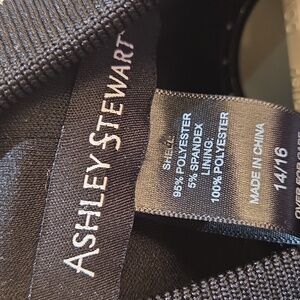 ASHLEY STEWART
SHELL:
95% POLYESTER
5% SPANDEX
LINING:
100% POLYESTER
MADE IN CHINA
14/16